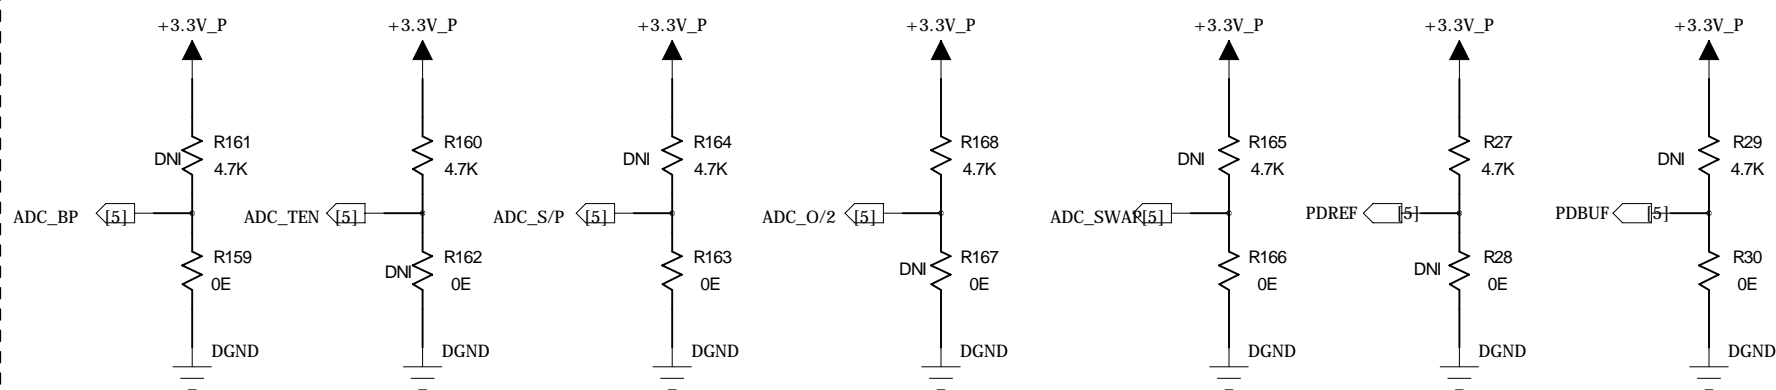 +3.3V_P +3.3V_P +3.3V_P +3.3V_P +3.3V_P +3.3V_P +3.3V_P
R161 R160 R164 R168 R165 R27 R29
DNI 4.7K 4.7K DNI 4.7K 4.7K DNI 4.7K 4.7K DNI 4.7K
ADC_BP [5] ADC_TEN [5] ADC_S/P [5] ADC_O/2 [5] ADC_SWAP [5] PDREF [5] PDBUF [5]
R159 R162 R163 R167 R166 R28 R30
0E DNI 0E 0E DNI 0E 0E DNI 0E 0E
DGND DGND DGND DGND DGND DGND DGND